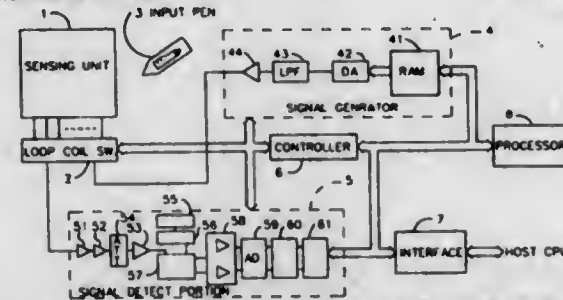 1
3 INPUT PEN
4
SENSING UNIT
44
43
42
41
LPF
DA
RAM
SIGNAL GENRATOR
8
PROCESSOR
LOOP COIL SW
2
CONTROLLER
6
5
51
52
54
53
55
56
58
59
60
61
57
AD
7
INTERFACE
HOST CPU
SIGNAL DETECT PORTION